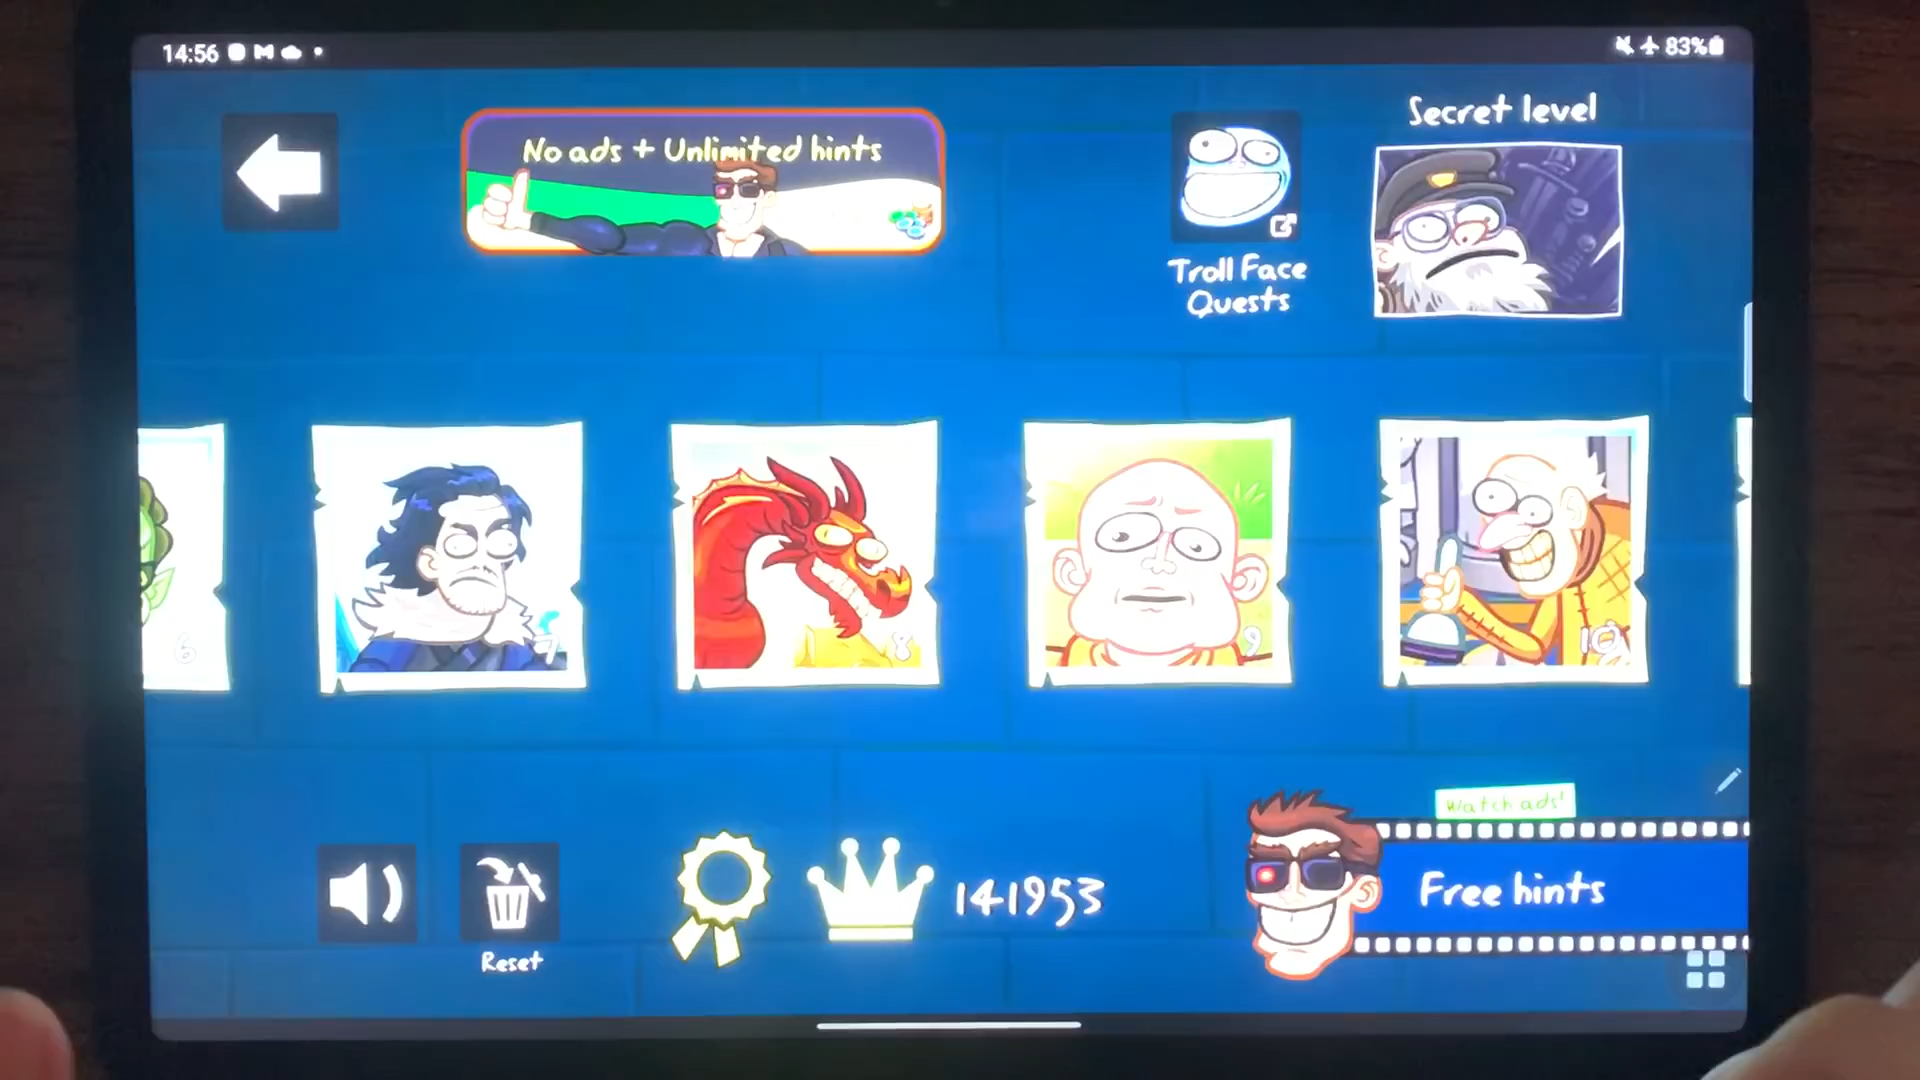 14:56
83%
No ads + Unlimited hints
Secret level
Troll Face
Quests
6
7
8
9
10
Watch ads!
141953
Free hints
Reset